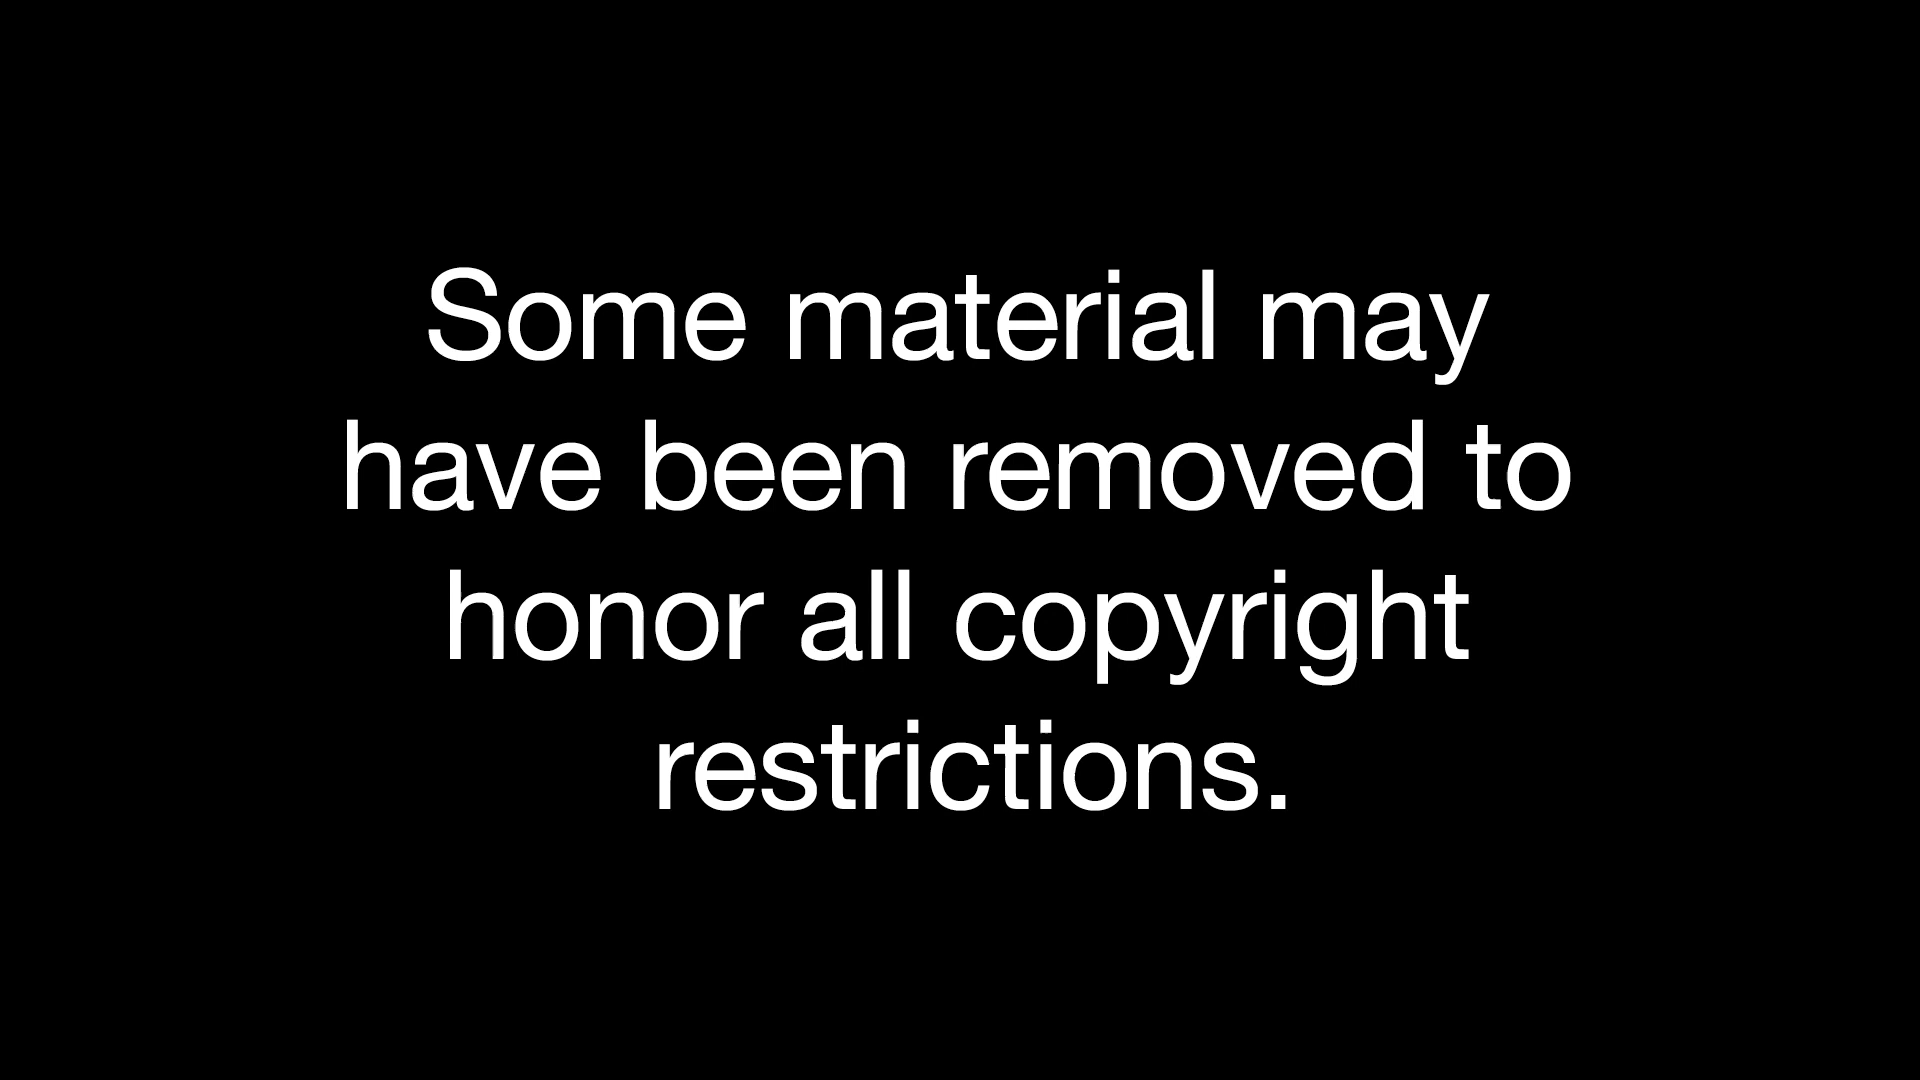 Some material may
have been removed to
honor all copyright
restrictions.